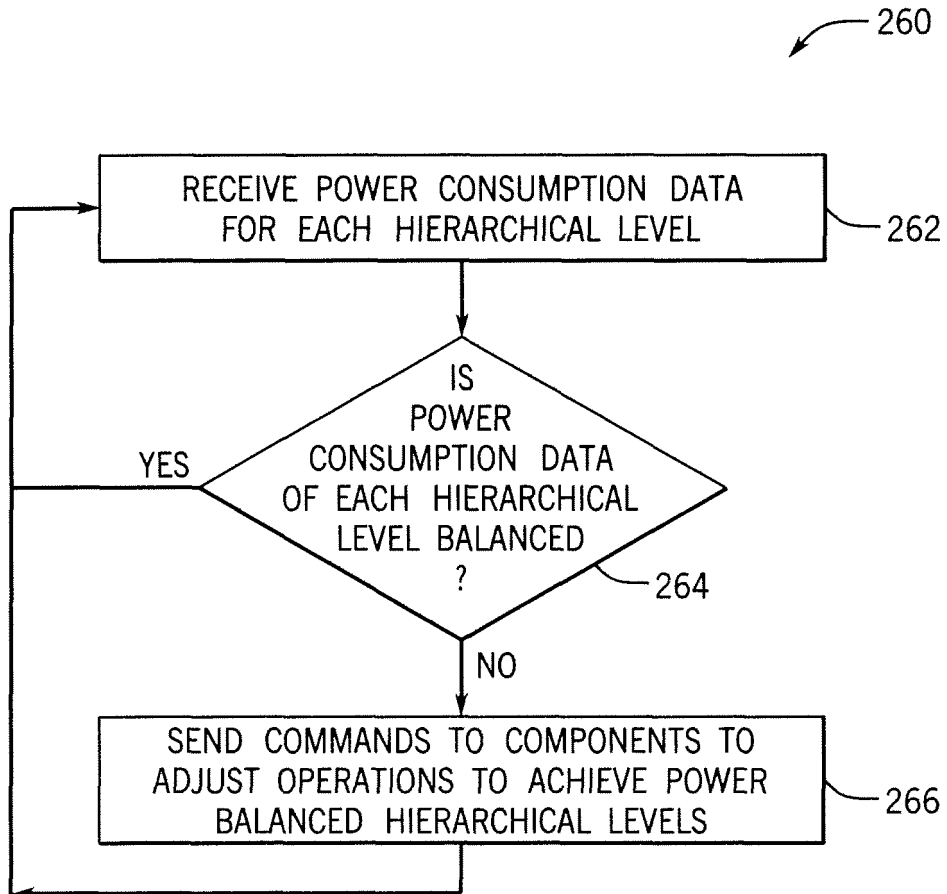 260
RECEIVE POWER CONSUMPTION DATA
FOR EACH HIERARCHICAL LEVEL
262
IS
POWER
CONSUMPTION DATA
OF EACH HIERARCHICAL
LEVEL BALANCED
?
YES
264
NO
SEND COMMANDS TO COMPONENTS TO
ADJUST OPERATIONS TO ACHIEVE POWER
BALANCED HIERARCHICAL LEVELS
266